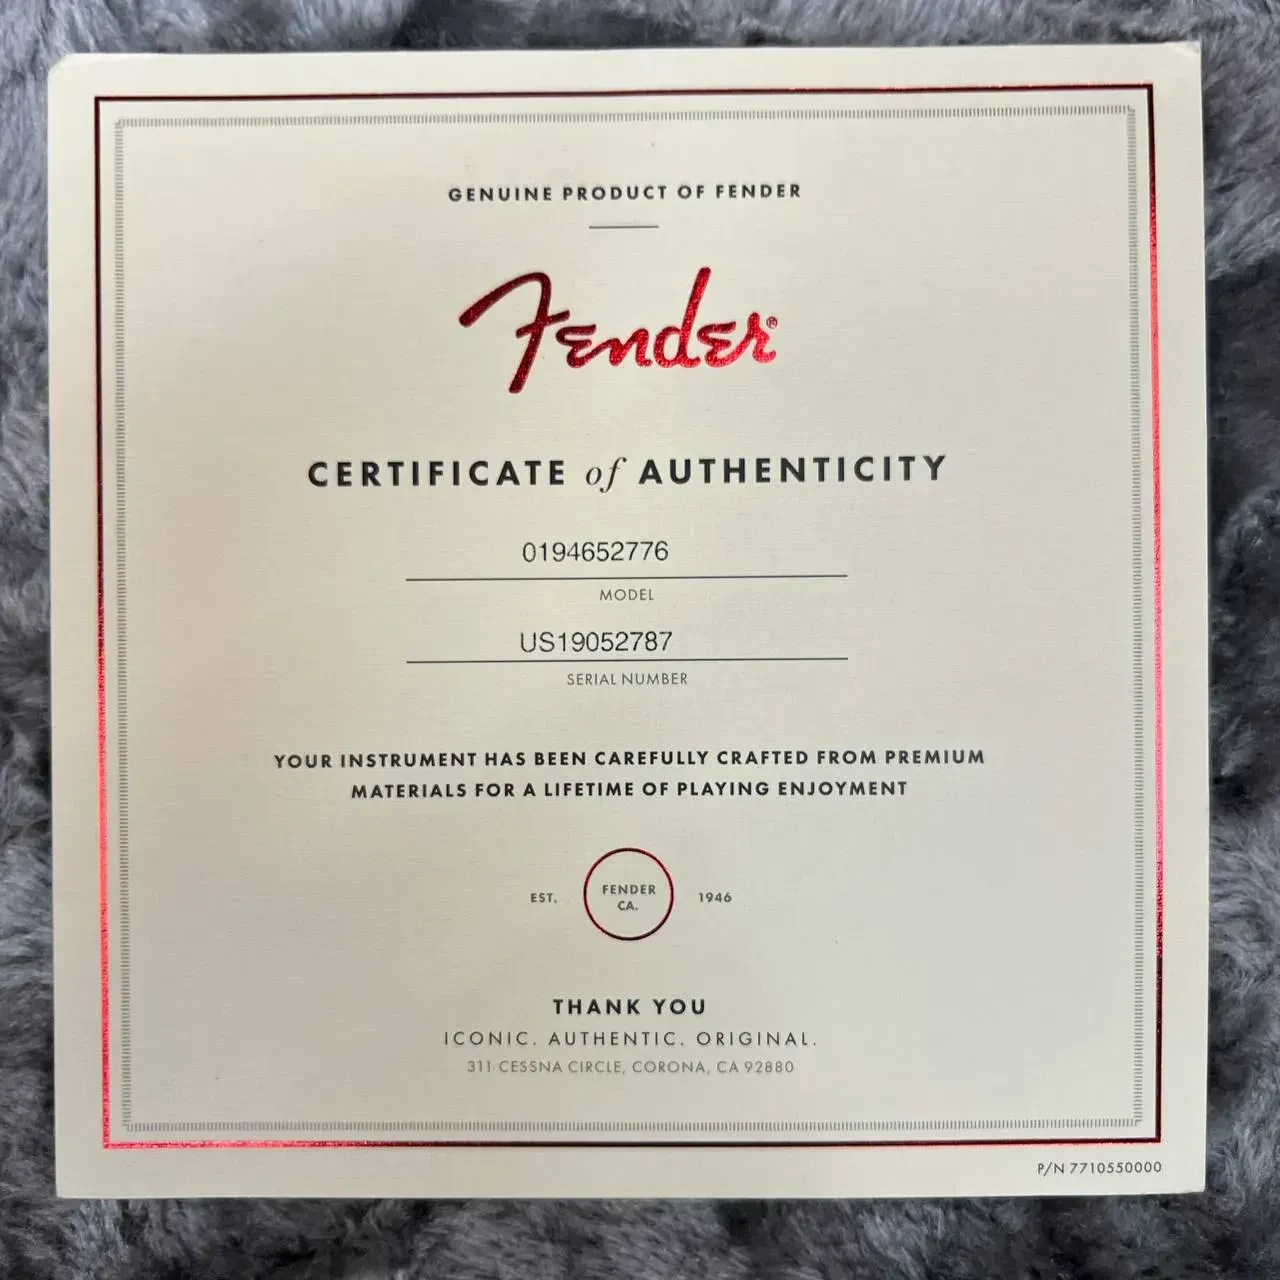 GENUINE PRODUCT OF FENDER
Fender®
CERTIFICATE of AUTHENTICITY
0194652776
MODEL
US19052787
SERIAL NUMBER
YOUR INSTRUMENT HAS BEEN CAREFULLY CRAFTED FROM PREMIUM
MATERIALS FOR A LIFETIME OF PLAYING ENJOYMENT
EST. FENDER CA. 1946
THANK YOU
ICONIC. AUTHENTIC. ORIGINAL.
311 CESSNA CIRCLE, CORONA, CA 92880
P/N 7710550000